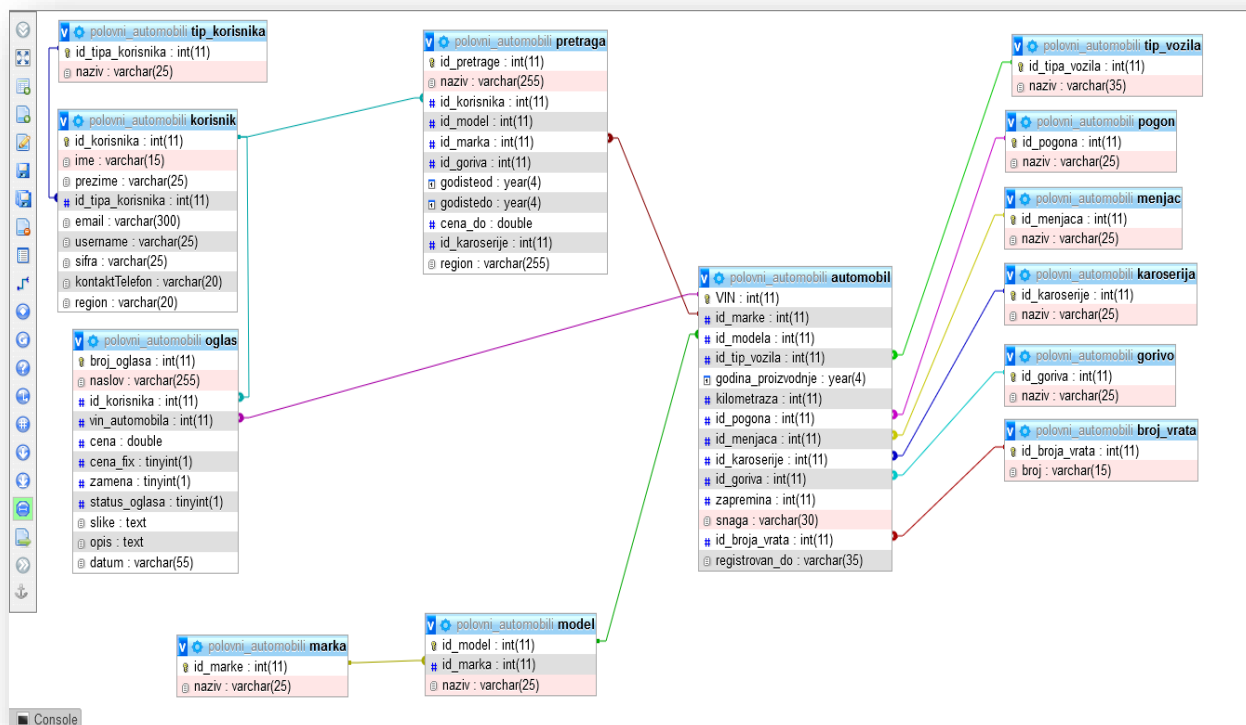 polovni_automobili tip_korisnika
id_tipa_korisnika : int(11)
naziv : varchar(25)
polovni_automobili korisnik
id_korisnika : int(11)
ime : varchar(15)
prezime : varchar(25)
id_tipa_korisnika : int(11)
email : varchar(300)
username : varchar(25)
sifra : varchar(25)
kontaktTelefon : varchar(20)
region : varchar(20)
polovni_automobili oglas
broj_oglasa : int(11)
naslov : varchar(255)
id_korisnika : int(11)
vin_automobila : int(11)
cena : double
cena_fix : tinyint(1)
zamena : tinyint(1)
status_oglasa : tinyint(1)
slike : text
opis : text
datum : varchar(55)
polovni_automobili pretraga
id_pretrage : int(11)
naziv : varchar(255)
id_korisnika : int(11)
id_model : int(11)
id_marka : int(11)
id_goriva : int(11)
godisteod : year(4)
godistedo : year(4)
cena_do : double
id_karoserije : int(11)
region : varchar(255)
polovni_automobili automobil
VIN : int(11)
id_marke : int(11)
id_modela : int(11)
id_tip_vozila : int(11)
godina_proizvodnje : year(4)
kilometraza : int(11)
id_pogona : int(11)
id_menjaca : int(11)
id_karoserije : int(11)
id_goriva : int(11)
zapremina : int(11)
snaga : varchar(30)
id_broja_vrata : int(11)
registrovan_do : varchar(35)
polovni_automobili tip_vozila
id_tipa_vozila : int(11)
naziv : varchar(35)
polovni_automobili pogon
id_pogona : int(11)
naziv : varchar(25)
polovni_automobili menjac
id_menjaca : int(11)
naziv : varchar(25)
polovni_automobili karoserija
id_karoserije : int(11)
naziv : varchar(25)
polovni_automobili gorivo
id_goriva : int(11)
naziv : varchar(25)
polovni_automobili broj_vrata
id_broja_vrata : int(11)
broj : varchar(15)
polovni_automobili marka
id_marke : int(11)
naziv : varchar(25)
polovni_automobili model
id_model : int(11)
id_marka : int(11)
naziv : varchar(25)
Console